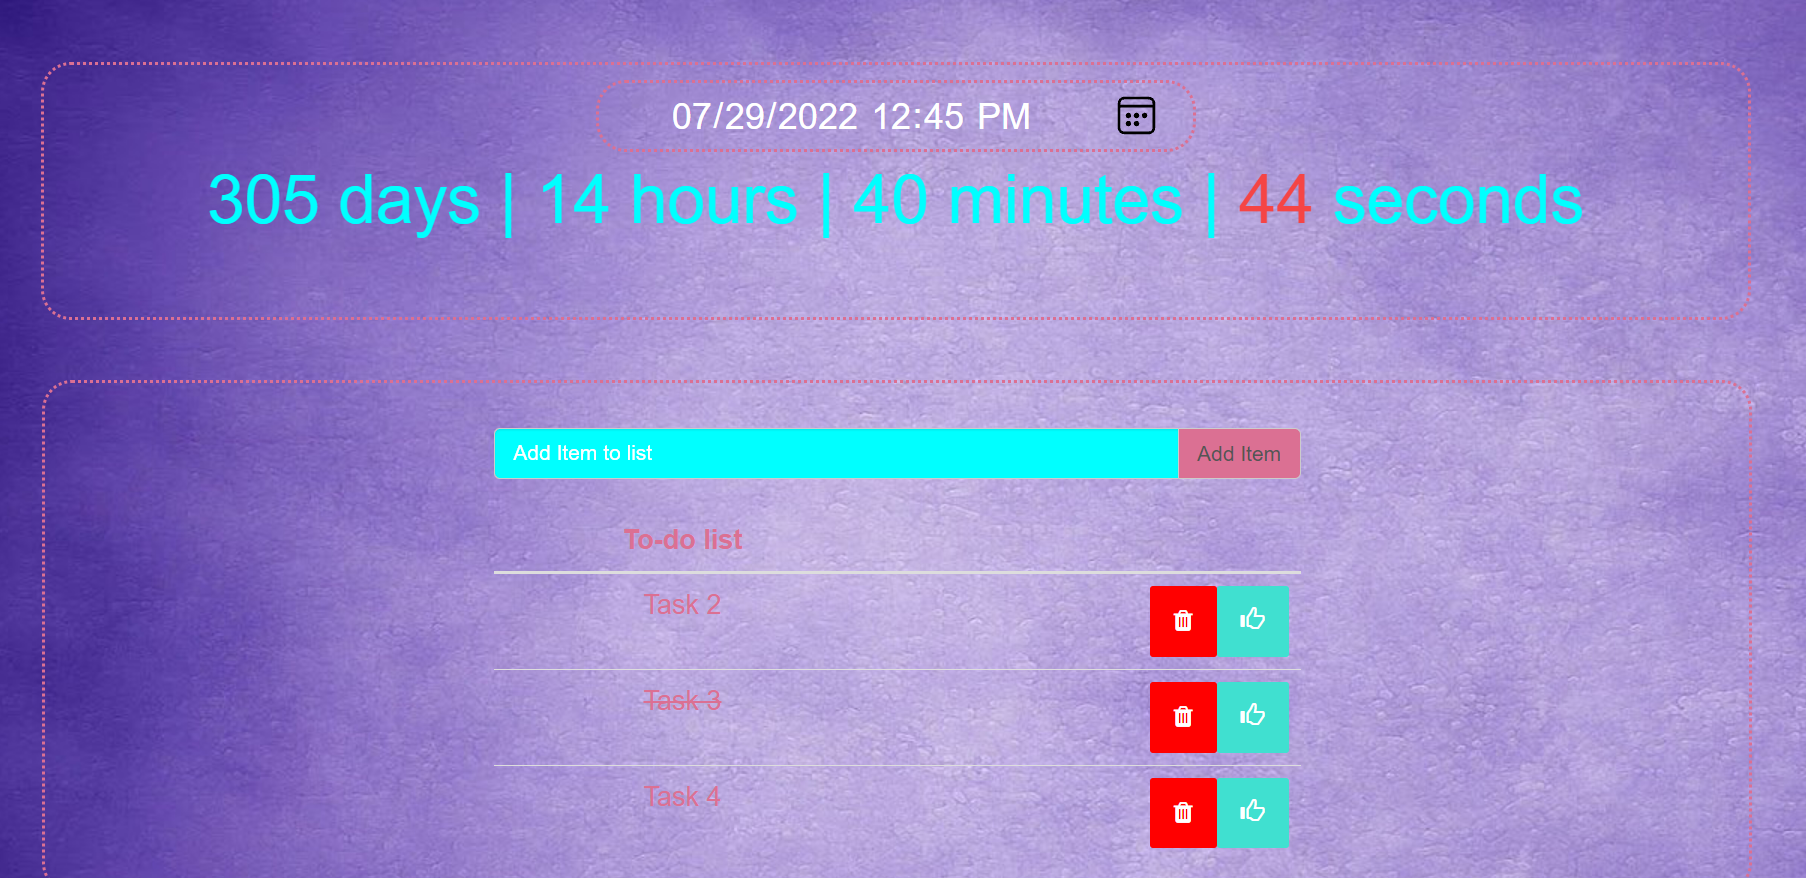 07/29/2022 12:45 PM
305 days | 14 hours | 40 minutes | 44 seconds
Add Item to list
Add Item
To-do list
Task 2
Task 3
Task 4